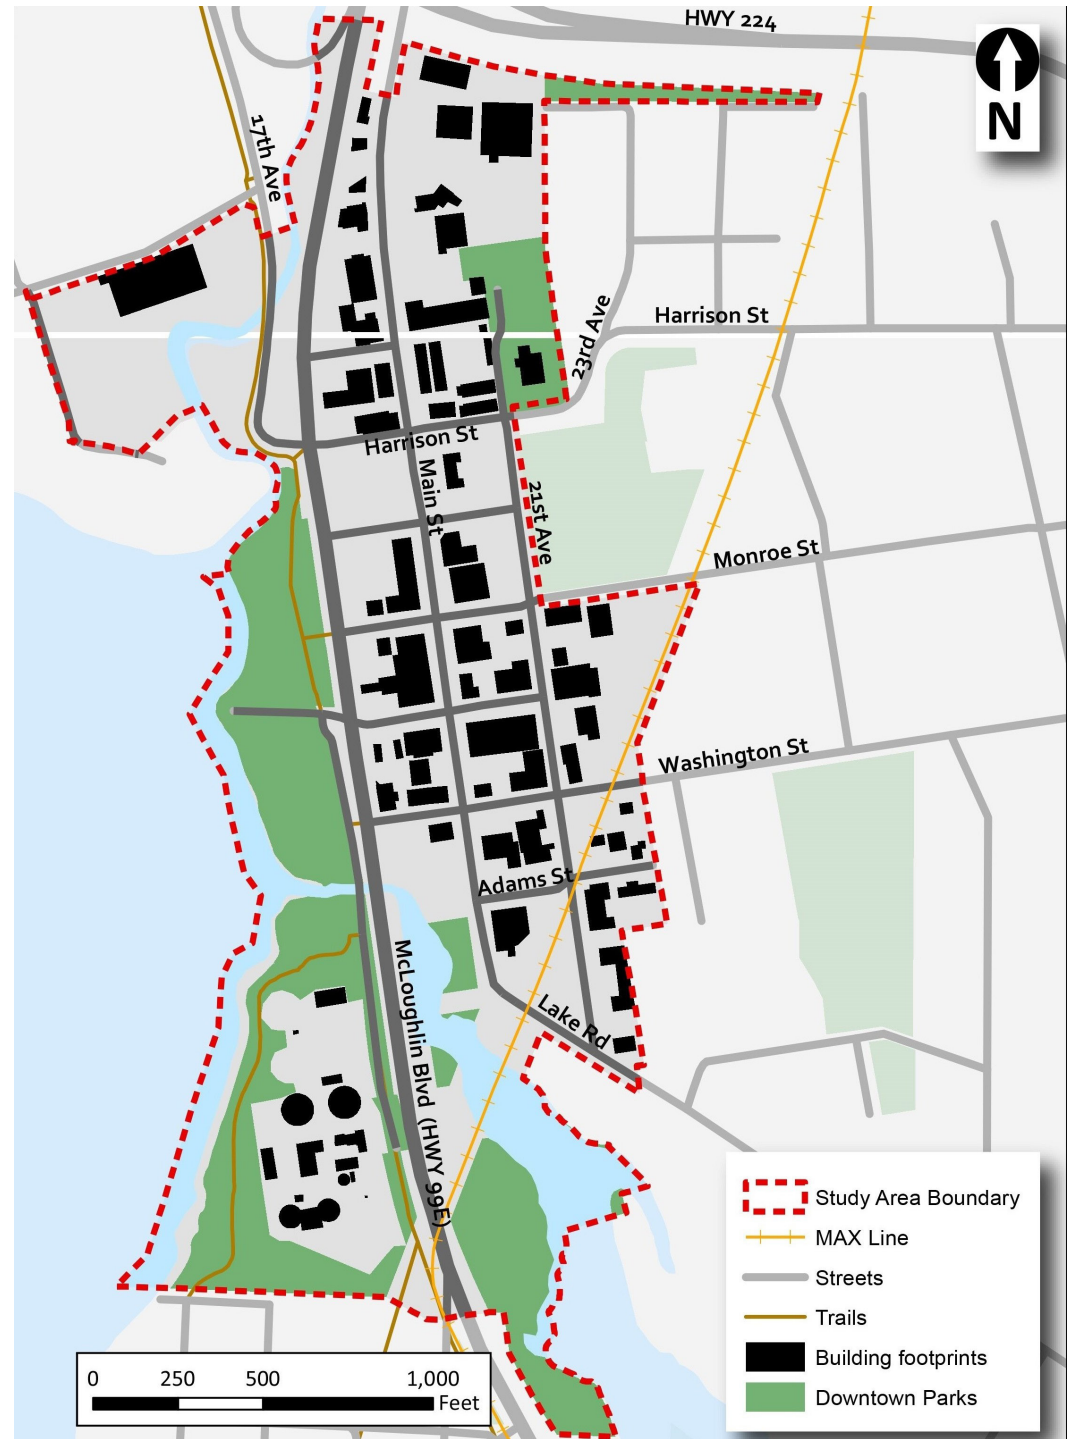 HWY 224
N
17th Ave
Harrison St
23rd Ave
Harrison St
Main St
21st Ave
Monroe St
Washington St
Adams St
McLoughlin Blvd (HWY 99E)
Lake Rd
Study Area Boundary
MAX Line
Streets
Trails
Building footprints
Downtown Parks
0 250 500 1,000
Feet